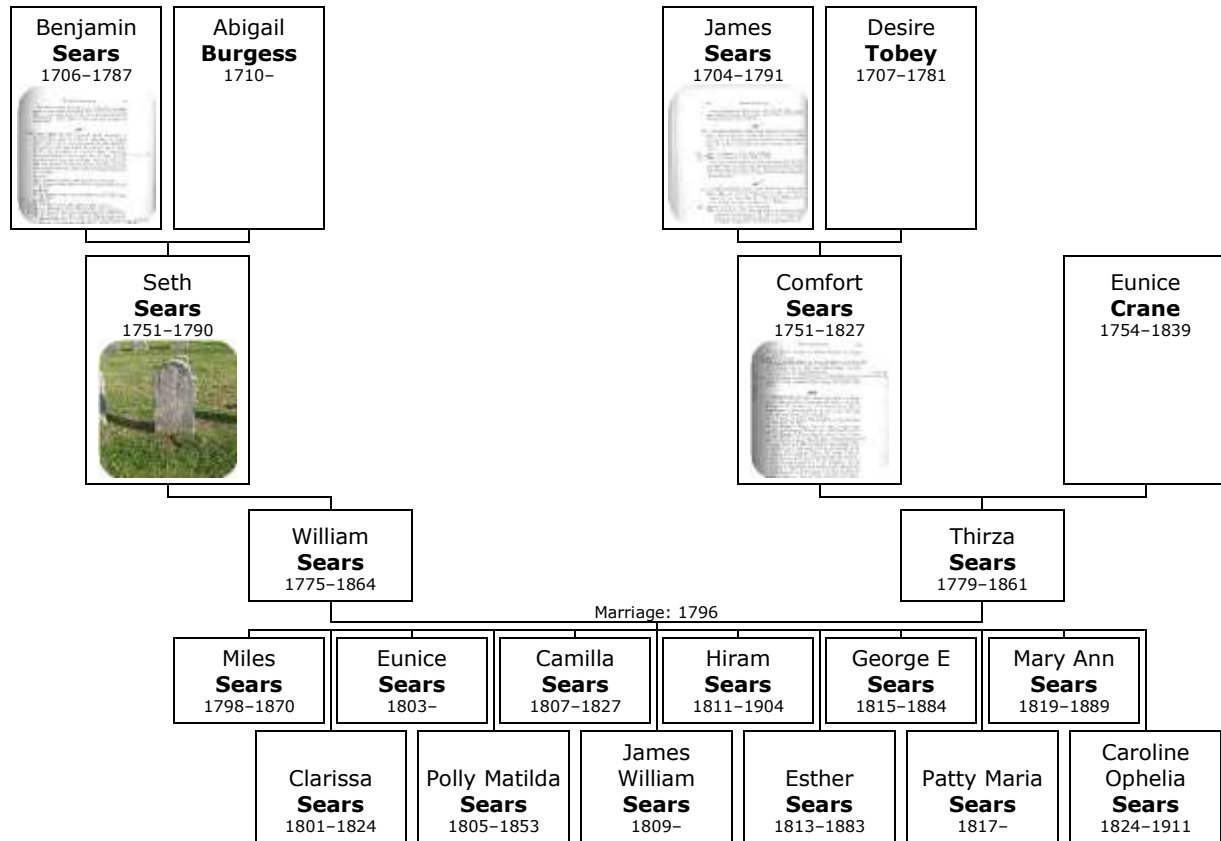 Benjamin
Sears
1706–1787
Abigail
Burgess
1710–
James
Sears
1704–1791
Desire
Tobey
1707–1781
Seth
Sears
1751–1790
Comfort
Sears
1751–1827
Eunice
Crane
1754–1839
William
Sears
1775–1864
Thirza
Sears
1779–1861
Marriage: 1796
Miles
Sears
1798–1870
Eunice
Sears
1803–
Camilla
Sears
1807–1827
Hiram
Sears
1811–1904
George E
Sears
1815–1884
Mary Ann
Sears
1819–1889
Clarissa
Sears
1801–1824
Polly Matilda
Sears
1805–1853
James
William
Sears
1809–
Esther
Sears
1813–1883
Patty Maria
Sears
1817–
Caroline
Ophelia
Sears
1824–1911